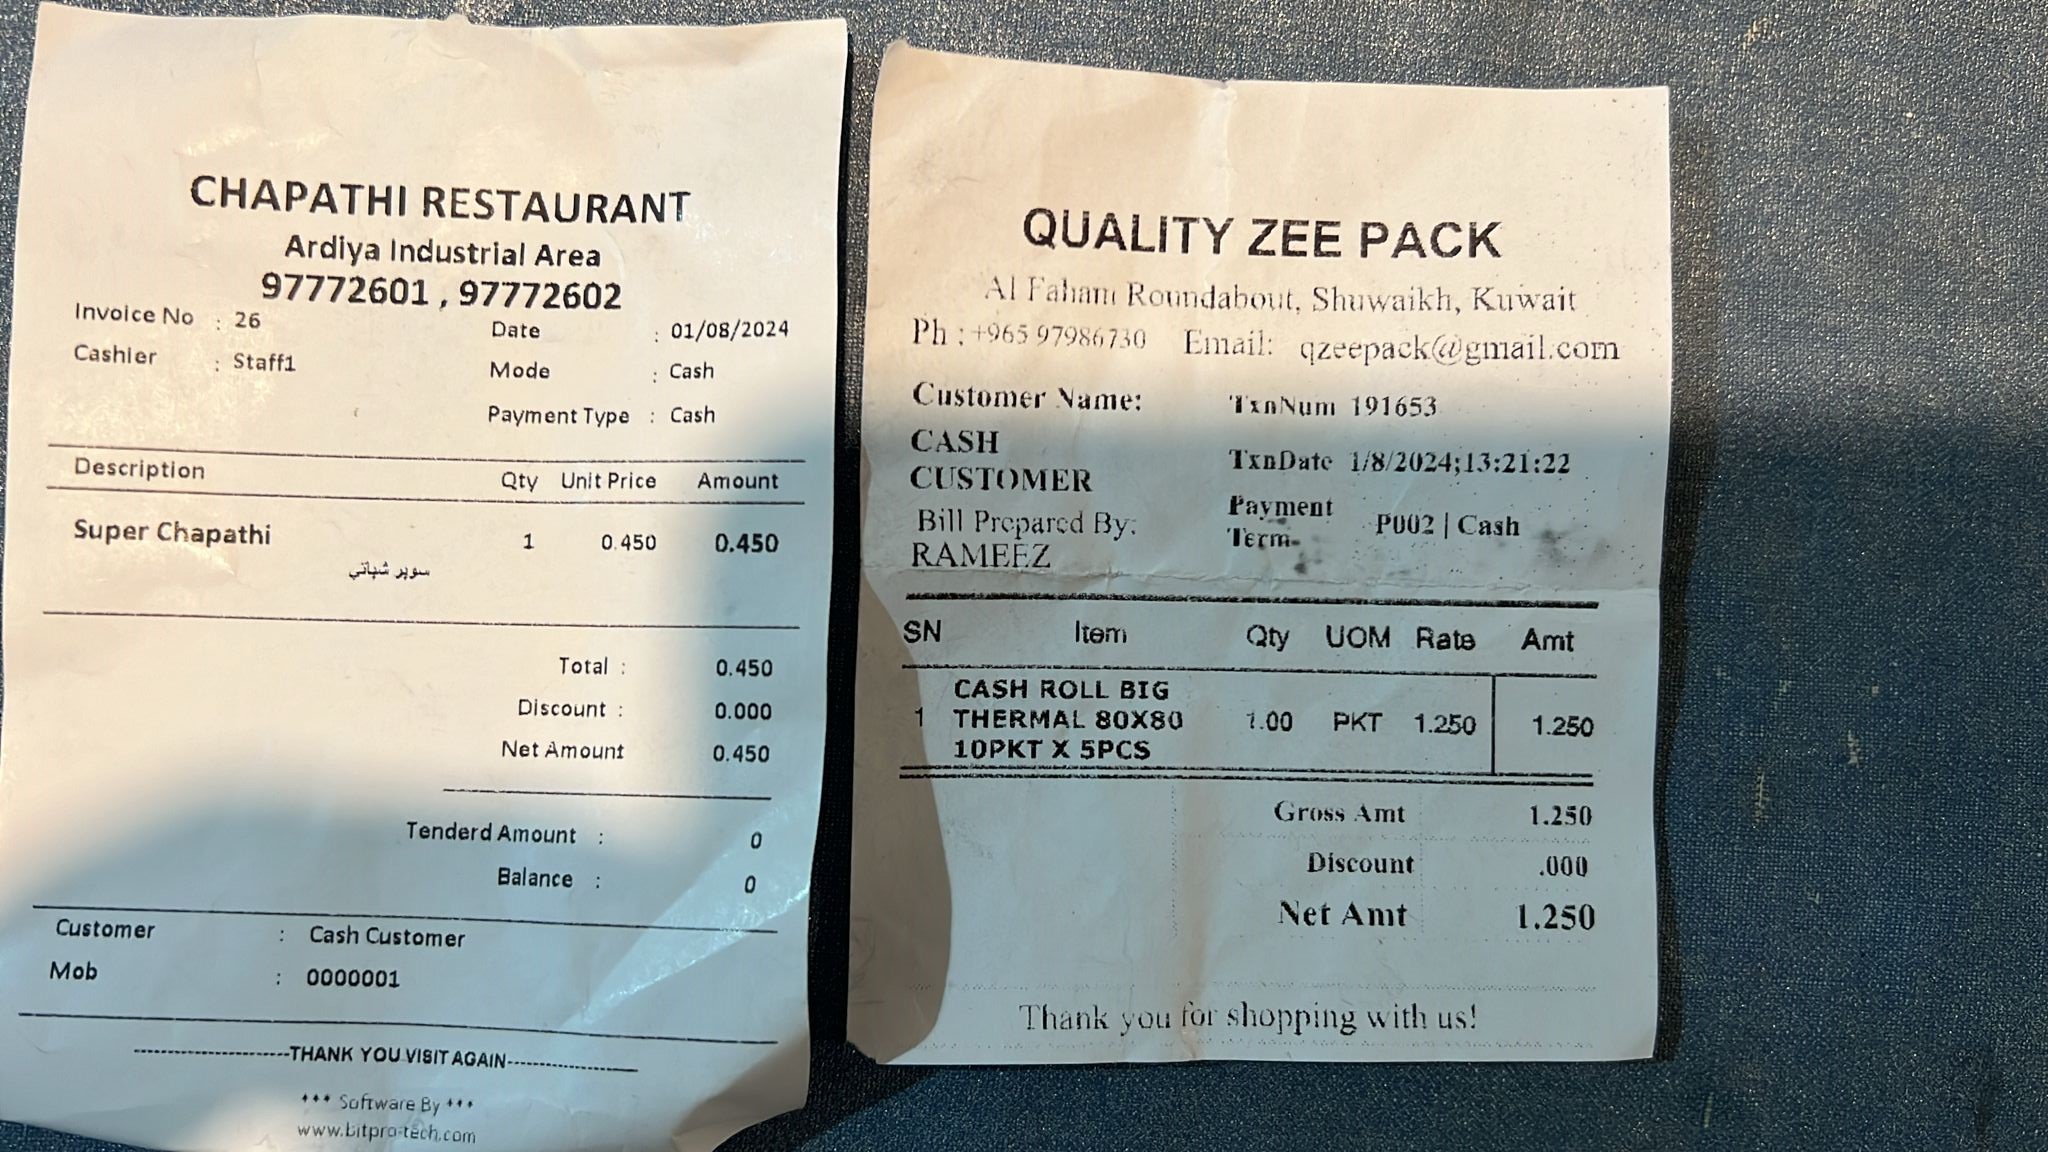 CHAPATHI RESTAURANT
Ardiya Industrial Area
97772601 , 97772602
Invoice No : 26
Date : 01/08/2024
Cashier : Staff1
Mode : Cash
Payment Type : Cash
Description Qty Unit Price Amount
Super Chapathi 1 0.450 0.450
سوبر شباتي
Total : 0.450
Discount : 0.000
Net Amount 0.450
Tenderd Amount : 0
Balance : 0
Customer : Cash Customer
Mob : 0000001
--------------------THANK YOU VISIT AGAIN-----------------
*** Software By ***
www.bitpro-tech.com
QUALITY ZEE PACK
Al Faham Roundabout, Shuwaikh, Kuwait
Ph : +965 97986730 Email: qzeepack@gmail.com
Customer Name: TxnNum 191653
CASH
CUSTOMER
TxnDate 1/8/2024;13:21:22
Bill Prepared By:
RAMEEZ
Payment
Term- P002 | Cash
SN Item Qty UOM Rate Amt
CASH ROLL BIG
1 THERMAL 80X80 1.00 PKT 1.250 1.250
10PKT X 5PCS
Gross Amt 1.250
Discount .000
Net Amt 1.250
Thank you for shopping with us!